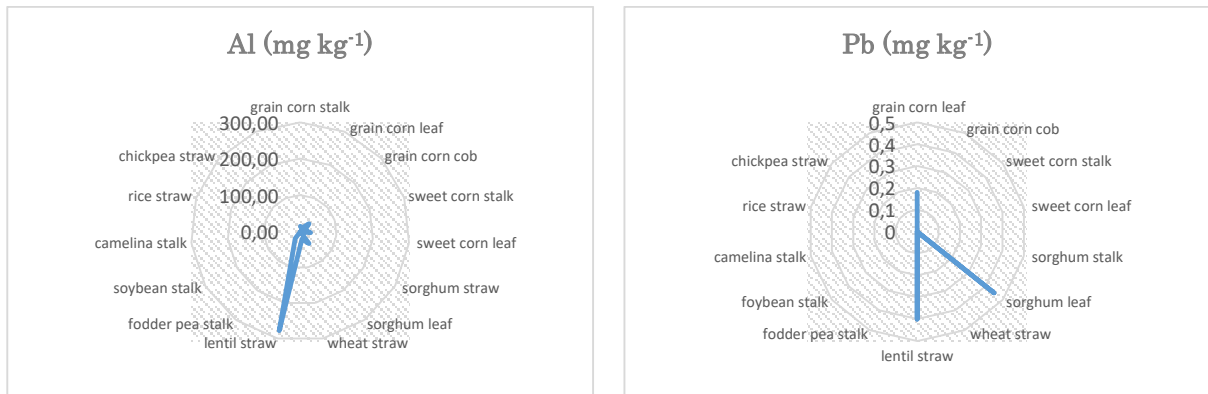 Al (mg kg-1)
grain corn stalk
300,00
grain corn leaf
200,00
chickpea straw
grain corn cob
100,00
rice straw
sweet corn stalk
0,00
camelina stalk
sweet corn leaf
soybean stalk
sorghum straw
fodder pea stalk
sorghum leaf
lentil straw
wheat straw
Pb (mg kg-1)
grain corn leaf
0,5
grain corn cob
0,4
chickpea straw
0,3
sweet corn stalk
0,2
rice straw
0,1
sweet corn leaf
0
camelina stalk
sorghum stalk
foybean stalk
sorghum leaf
fodder pea stalk
wheat straw
lentil straw